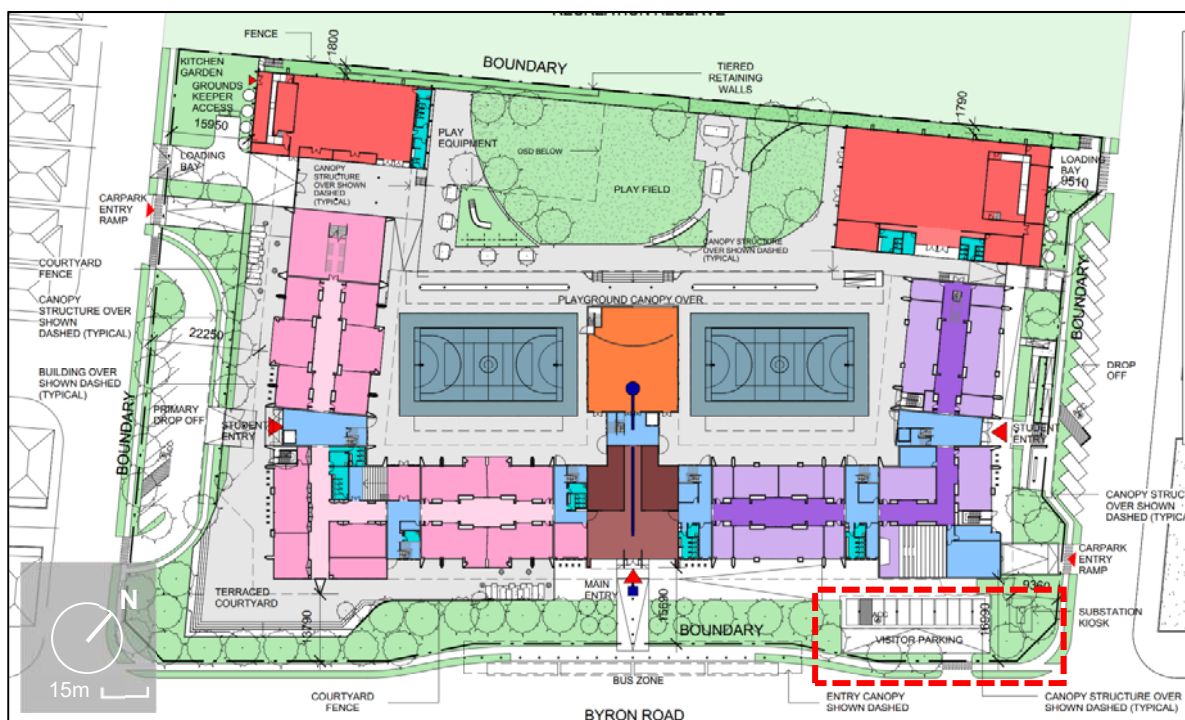 RECREATION RESERVE
FENCE
1800
BOUNDARY
TIERED
RETAINING
WALLS
1790
KITCHEN
GARDEN
GROUNDS
KEEPER
ACCESS
15950
LOADING
BAY
PLAY
EQUIPMENT
OSD BELOW
PLAY FIELD
LOADING
BAY
9510
CANOPY
STRUCTURE
OVER SHOWN
DASHED
(TYPICAL)
CARPARK
ENTRY
RAMP
CANOPY STRUCTURE
OVER SHOWN DASHED
(TYPICAL)
COURTYARD
FENCE
BOUNDARY
CANOPY
STRUCTURE OVER
SHOWN
DASHED (TYPICAL)
PLAYGROUND CANOPY OVER
22250
BUILDING OVER
SHOWN DASHED
(TYPICAL)
DROP
OFF
PRIMARY
DROP OFF
STUDENT
ENTRY
STUDENT
ENTRY
BOUNDARY
CANOPY STRUC
OVER SHOWN
DASHED (TYPICA
CARPARK
ENTRY
RAMP
MAIN
ENTRY
9360
TERRACED
COURTYARD
13790
15690
BOUNDARY
ACC
VISITOR PARKING
16990
SUBSTATION
KIOSK
N
15m
BUS ZONE
COURTYARD
FENCE
BYRON ROAD
ENTRY CANOPY
SHOWN DASHED
CANOPY STRUCTURE OVER
SHOWN DASHED (TYPICAL)